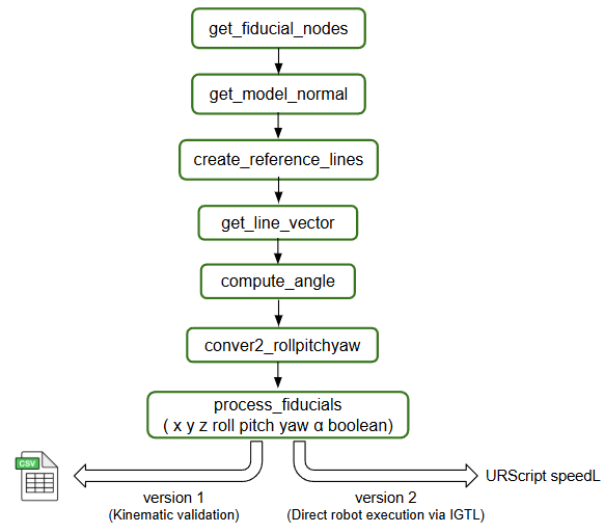 get_fiducial_nodes
get_model_normal
create_reference_lines
get_line_vector
compute_angle
conver2_rollpitchyaw
process_fiducials
( x y z roll pitch yaw α boolean)
CSV
URScript speedL
version 1
(Kinematic validation)
version 2
(Direct robot execution via IGTL)